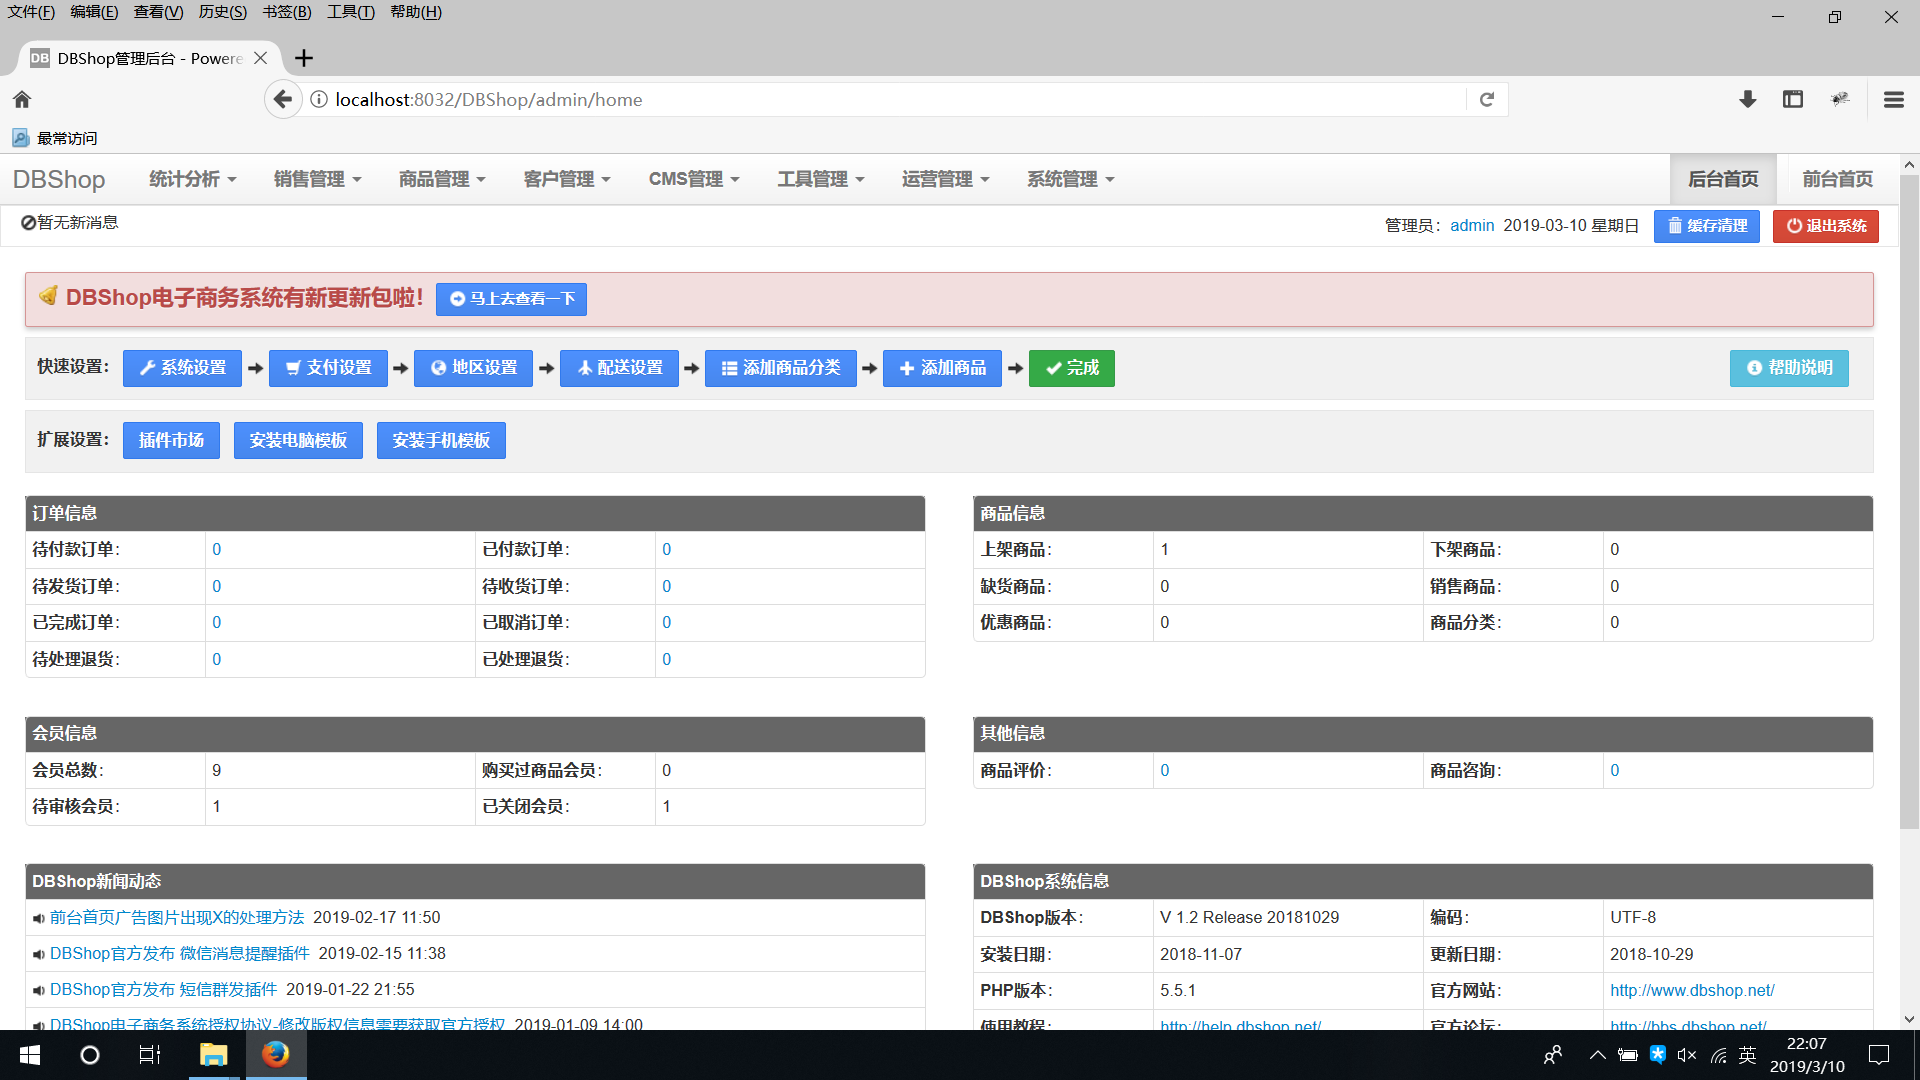 文件(F) 编辑(E) 查看(V) 历史(S) 书签(B) 工具(T) 帮助(H)
DB DBShop管理后台 - Powere
localhost:8032/DBShop/admin/home
最常访问
DBShop 统计分析 销售管理 商品管理 客户管理 CMS管理 工具管理 运营管理 系统管理 后台首页 前台首页
暂无新消息 管理员： admin 2019-03-10 星期日 缓存清理 退出系统
DBShop电子商务系统有新更新包啦！ 马上去查看一下
快速设置： 系统设置 支付设置 地区设置 配送设置 添加商品分类 添加商品 完成 帮助说明
扩展设置： 插件市场 安装电脑模板 安装手机模板
订单信息
待付款订单： 0 已付款订单： 0
待发货订单： 0 待收货订单： 0
已完成订单： 0 已取消订单： 0
待处理退货： 0 已处理退货： 0
商品信息
上架商品： 1 下架商品： 0
缺货商品： 0 销售商品： 0
优惠商品： 0 商品分类： 0
会员信息
会员总数： 9 购买过商品会员： 0
待审核会员： 1 已关闭会员： 1
其他信息
商品评价： 0 商品咨询： 0
DBShop新闻动态
前台首页广告图片出现X的处理方法 2019-02-17 11:50
DBShop官方发布 微信消息提醒插件 2019-02-15 11:38
DBShop官方发布 短信群发插件 2019-01-22 21:55
DBShop电子商务系统授权协议-修改版权信息需要获取官方授权 2019-01-09 14:00
DBShop系统信息
DBShop版本： V 1.2 Release 20181029 编码： UTF-8
安装日期： 2018-11-07 更新日期： 2018-10-29
PHP版本： 5.5.1 官方网站： http://www.dbshop.net/
使用教程： http://help.dbshop.net/ 官方论坛： http://bbs.dbshop.net/
英 22:07
2019/3/10